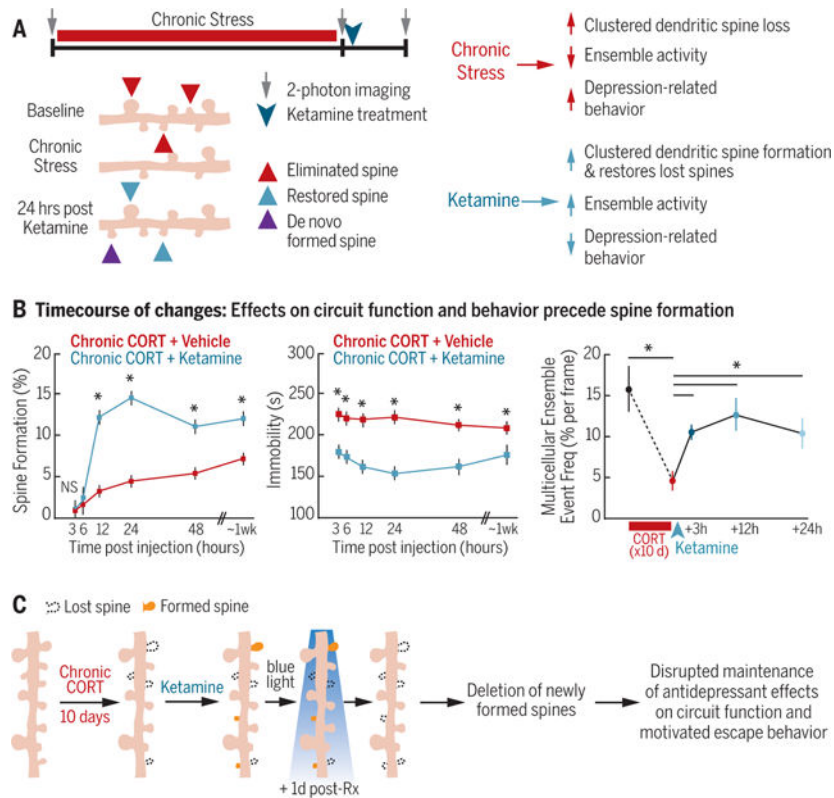 A
Chronic Stress
2-photon imaging
Ketamine treatment
Baseline
Chronic
Stress
24 hrs post
Ketamine
Eliminated spine
Restored spine
De novo
formed spine
Chronic
Stress
Clustered dendritic spine loss
Ensemble activity
Depression-related
behavior
Ketamine
Clustered dendritic spine formation
& restores lost spines
Ensemble activity
Depression-related
behavior
B Timecourse of changes: Effects on circuit function and behavior precede spine formation
Chronic CORT + Vehicle
Chronic CORT + Ketamine
Spine Formation (%)
20
15
10
5
0
NS
*
*
*
*
3 6 12 24 48 ~1wk
Time post injection (hours)
Chronic CORT + Vehicle
Chronic CORT + Ketamine
Immobility (s)
300
250
200
150
100
* * * * * *
3 6 12 24 48 ~1wk
Time post injection (hours)
Multicellular Ensemble
Event Freq (% per frame)
20
15
10
5
0
*
*
CORT
(x10 d)
Ketamine
+3h
+12h
+24h
C
Lost spine
Formed spine
Chronic
CORT
10 days
Ketamine
blue
light
+ 1d post-Rx
Deletion of newly
formed spines
Disrupted maintenance
of antidepressant effects
on circuit function and
motivated escape behavior